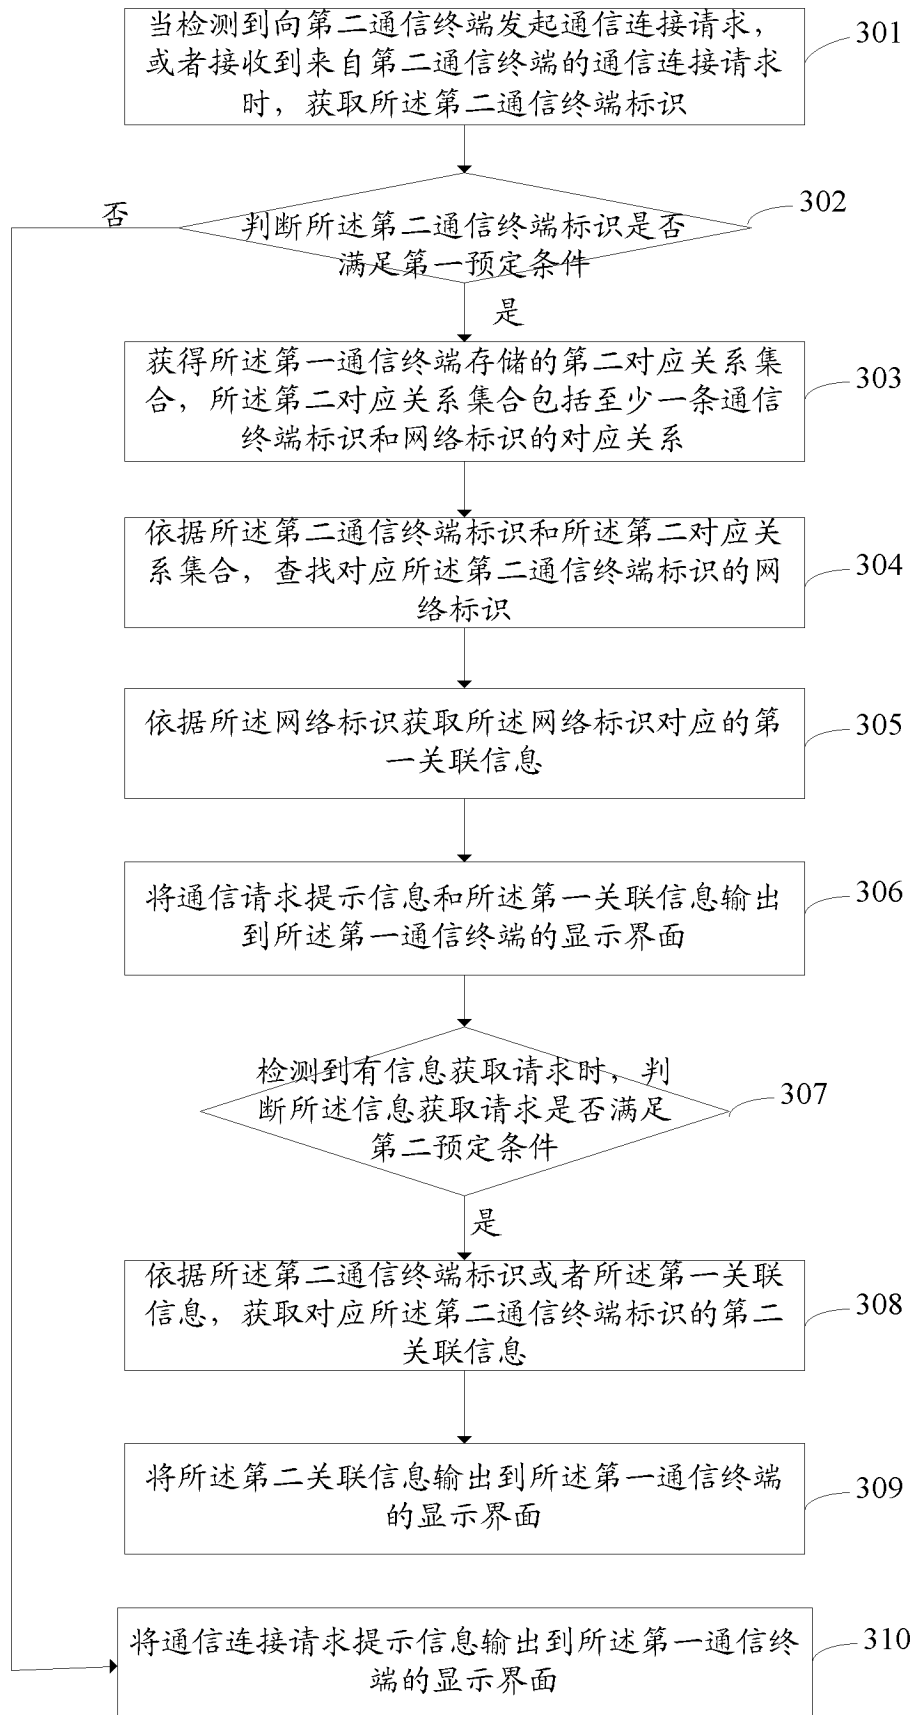 当检测到向第二通信终端发起通信连接请求，
或者接收到来自第二通信终端的通信连接请求
时，获取所述第二通信终端标识
301
302
否
判断所述第二通信终端标识是否
满足第一预定条件
是
获得所述第一通信终端存储的第二对应关系集
合，所述第二对应关系集合包括至少一条通信
终端标识和网络标识的对应关系
303
依据所述第二通信终端标识和所述第二对应关
系集合，查找对应所述第二通信终端标识的网
络标识
304
依据所述网络标识获取所述网络标识对应的第
一关联信息
305
将通信请求提示信息和所述第一关联信息输出
到所述第一通信终端的显示界面
306
检测到有信息获取请求时，判
断所述信息获取请求是否满足
第二预定条件
307
是
依据所述第二通信终端标识或者所述第一关联
信息，获取对应所述第二通信终端标识的第二
关联信息
308
将所述第二关联信息输出到所述第一通信终端
的显示界面
309
将通信连接请求提示信息输出到所述第一通信终
端的显示界面
310